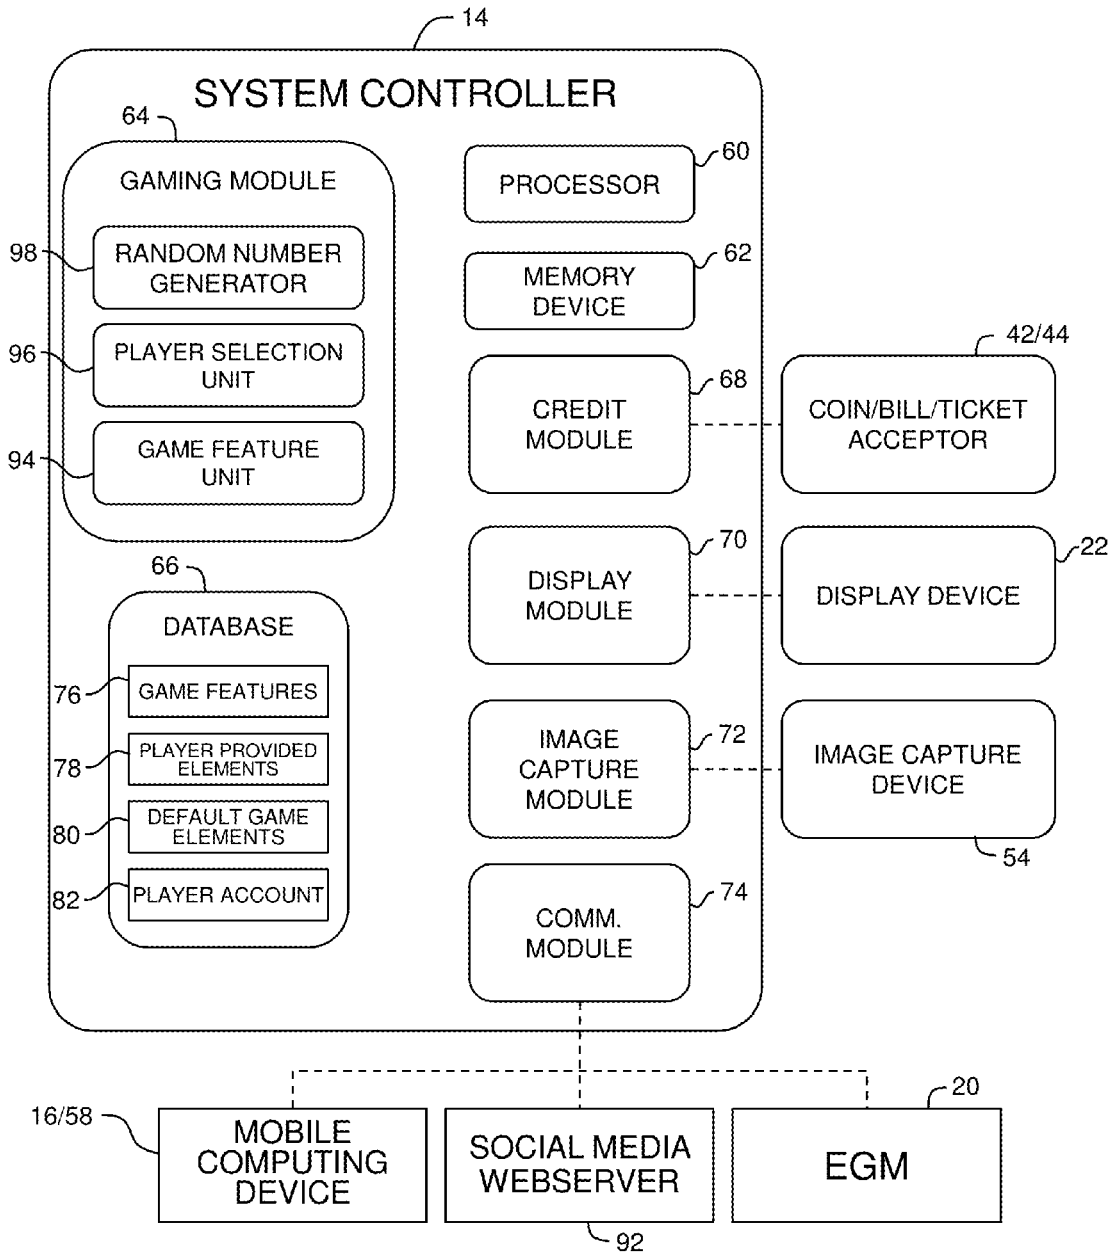 14
SYSTEM CONTROLLER
64
GAMING MODULE
98
RANDOM NUMBER
GENERATOR
96
PLAYER SELECTION
UNIT
94
GAME FEATURE
UNIT
66
DATABASE
76
GAME FEATURES
78
PLAYER PROVIDED
ELEMENTS
80
DEFAULT GAME
ELEMENTS
82
PLAYER ACCOUNT
60
PROCESSOR
62
MEMORY
DEVICE
68
CREDIT
MODULE
42/44
COIN/BILL/TICKET
ACCEPTOR
70
DISPLAY
MODULE
22
DISPLAY DEVICE
72
IMAGE
CAPTURE
MODULE
IMAGE CAPTURE
DEVICE
54
74
COMM.
MODULE
16/58
MOBILE
COMPUTING
DEVICE
SOCIAL MEDIA
WEBSERVER
92
20
EGM